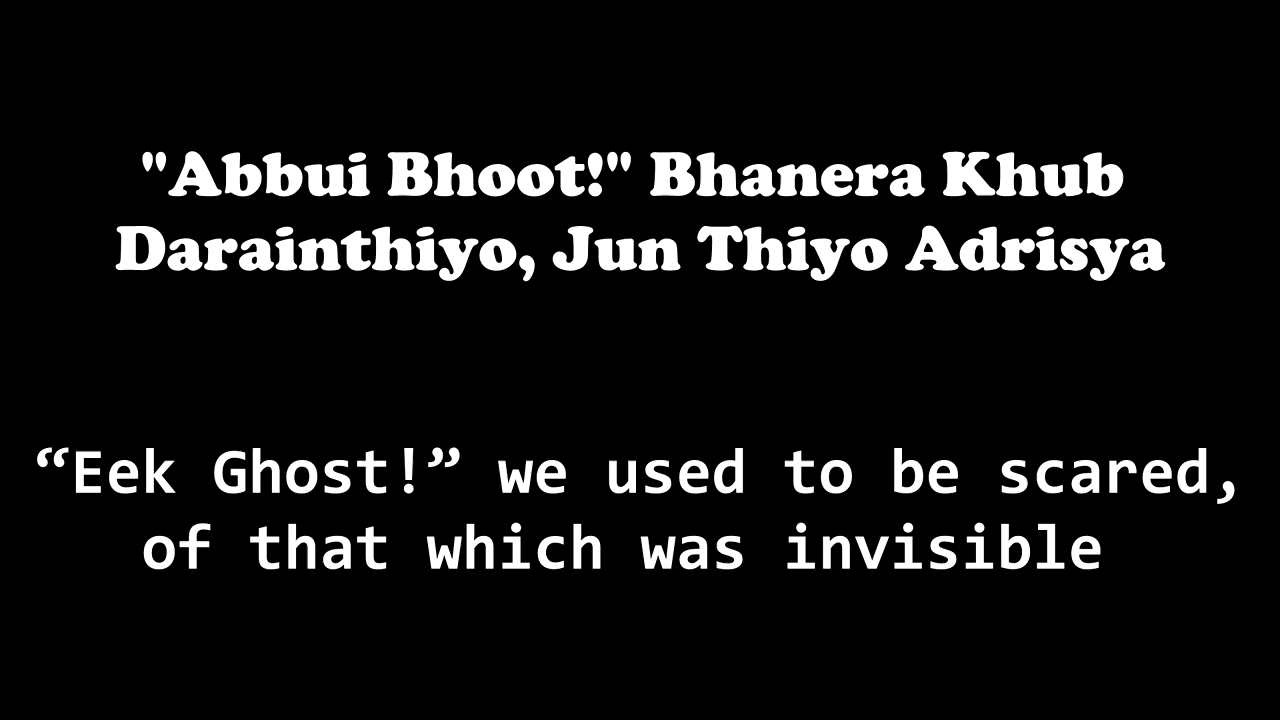 "Abbui Bhoot!" Bhanera Khub
Darainthiyo, Jun Thiyo Adrisya
“Eek Ghost!” we used to be scared,
of that which was invisible